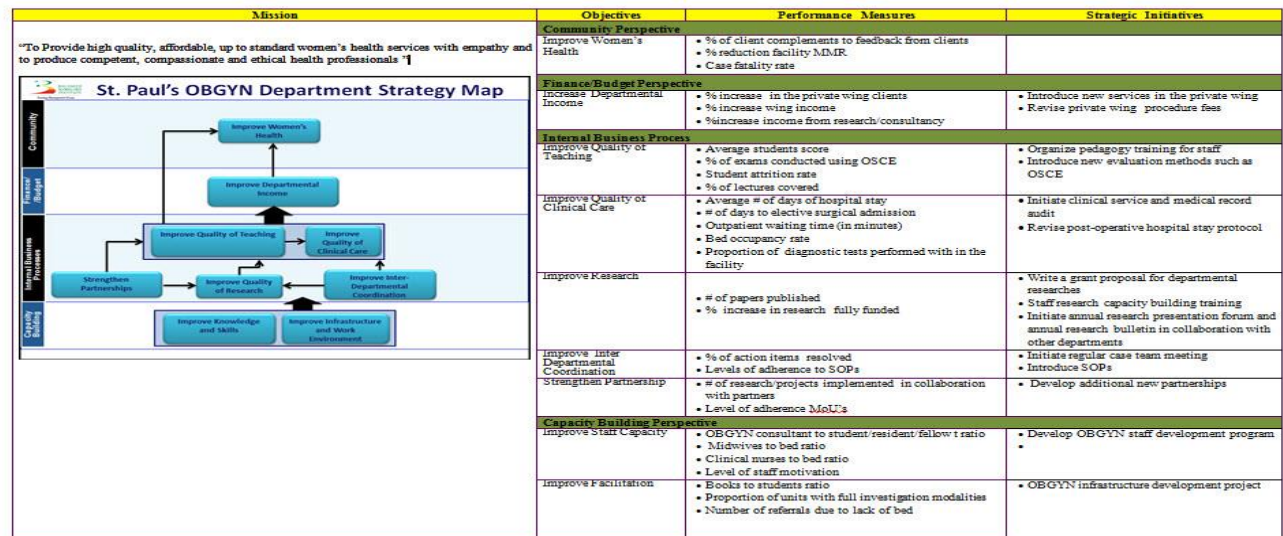 Mission
Objectives
Performance Measures
Strategic Initiatives
“To Provide high quality, affordable, up to standard women’s health services with empathy and
to produce competent, compassionate and ethical health professionals ”
St. Paul’s OBGYN Department Strategy Map
Community
Finance/
/Budget
Internal Business
Processes
Capacity
Building
Improve Women’s
Health
Improve Departmental
Income
Improve Quality of Teaching
Improve
Quality of
Clinical Care
Strengthen
Partnerships
Improve Quality
of Research
Improve Inter-
Departmental
Coordination
Improve Knowledge
and Skills
Improve Infrastructure
and Work
Environment
Community Perspective
Improve Women’s
Health
• % of client complements to feedback from clients
• % reduction facility MMR
• Case fatality rate
Finance/Budget Perspective
Increase Departmental
Income
• % increase in the private wing clients
• % increase wing income
• %increase income from research/consultancy
• Introduce new services in the private wing
• Revise private wing procedure fees
Internal Business Process
Improve Quality of
Teaching
• Average students score
• % of exams conducted using OSCE
• Student attrition rate
• % of lectures covered
• Organize pedagogy training for staff
• Introduce new evaluation methods such as
OSCE
Improve Quality of
Clinical Care
• Average # of days of hospital stay
• # of days to elective surgical admission
• Outpatient waiting time (in minutes)
• Bed occupancy rate
• Proportion of diagnostic tests performed with in the
facility
• Initiate clinical service and medical record
audit
• Revise post-operative hospital stay protocol
Improve Research
• # of papers published
• % increase in research fully funded
• Write a grant proposal for departmental
researches
• Staff research capacity building training
• Initiate annual research presentation forum and
annual research bulletin in collaboration with
other departments
Improve Inter
Departmental
Coordination
• % of action items resolved
• Levels of adherence to SOPs
• Initiate regular case team meeting
• Introduce SOPs
Strengthen Partnership
• # of research/projects implemented in collaboration
with partners
• Level of adherence MoU’s
• Develop additional new partnerships
Capacity Building Perspective
Improve Staff Capacity
• OBGYN consultant to student/resident/fellow t ratio
• Midwives to bed ratio
• Clinical nurses to bed ratio
• Level of staff motivation
• Develop OBGYN staff development program
•
Improve Facilitation
• Books to students ratio
• Proportion of units with full investigation modalities
• Number of referrals due to lack of bed
• OBGYN infrastructure development project